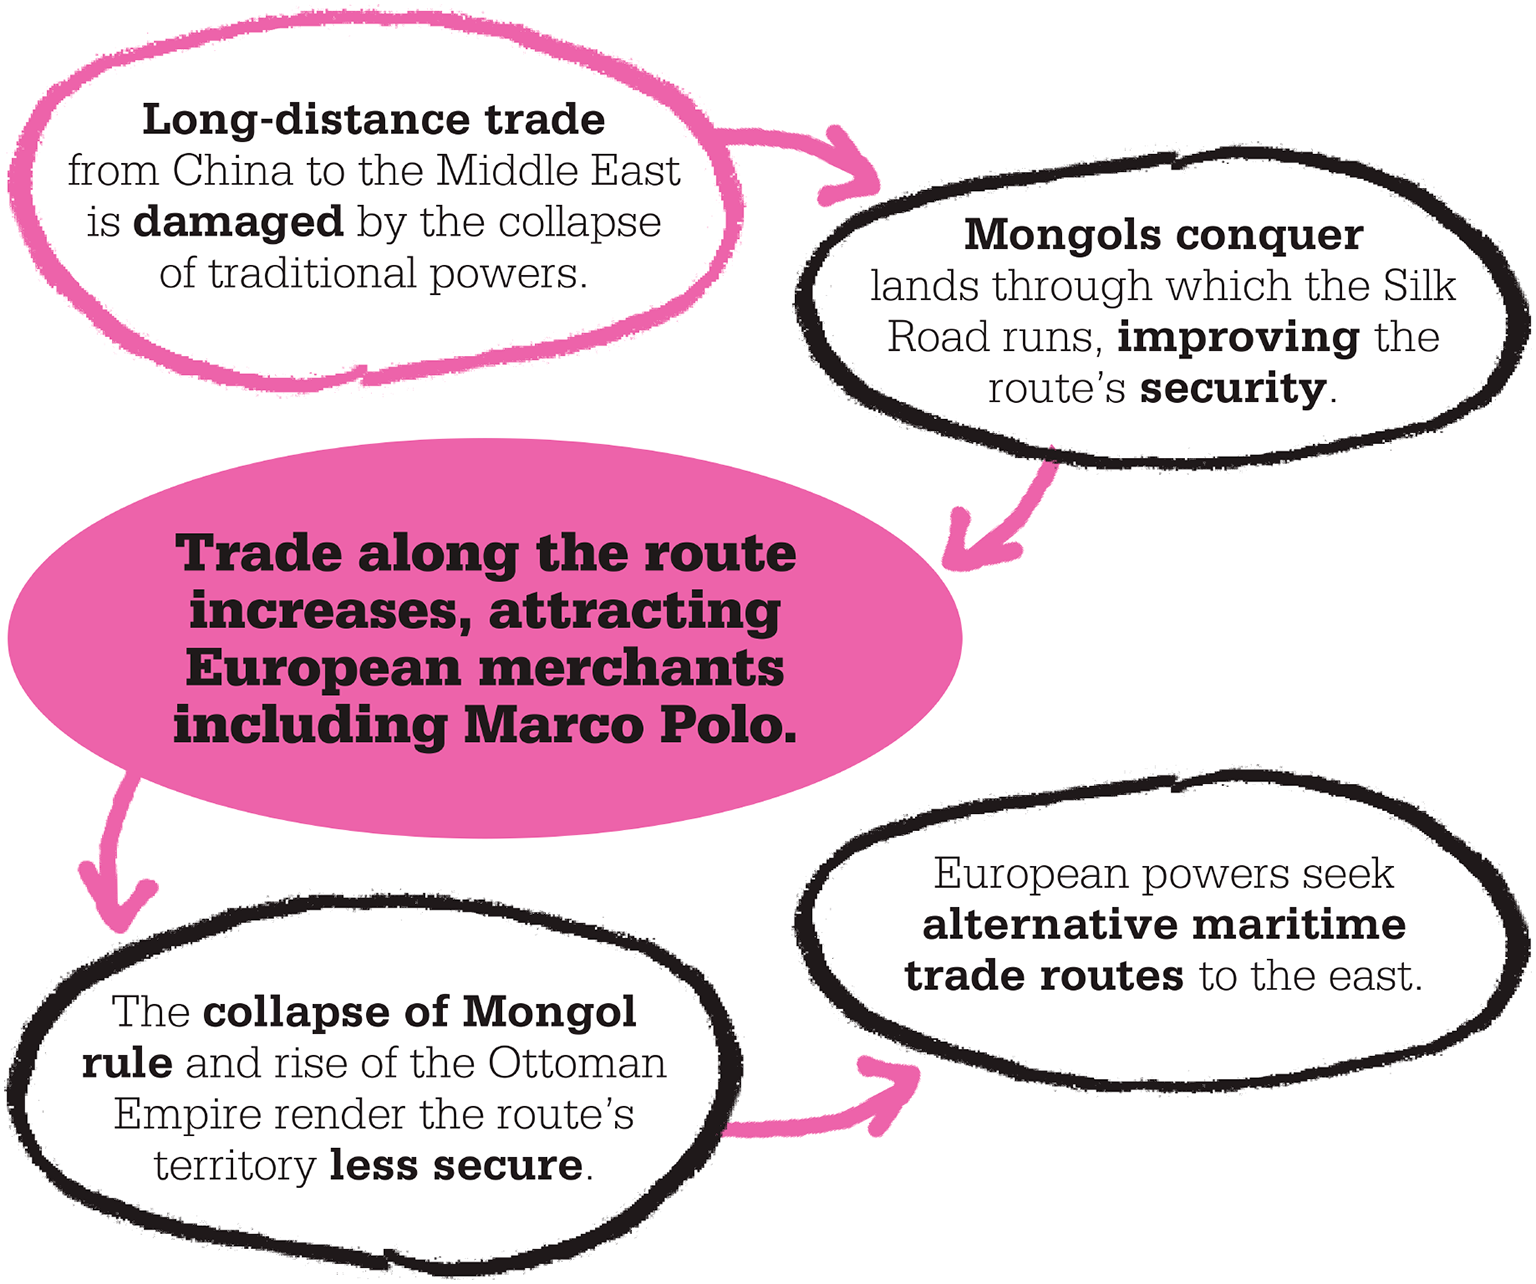 Long-distance trade
from China to the Middle East
is damaged by the collapse
of traditional powers.
Mongols conquer
lands through which the Silk
Road runs, improving the
route’s security.
Trade along the route
increases, attracting
European merchants
including Marco Polo.
The collapse of Mongol
rule and rise of the Ottoman
Empire render the route’s
territory less secure.
European powers seek
alternative maritime
trade routes to the east.